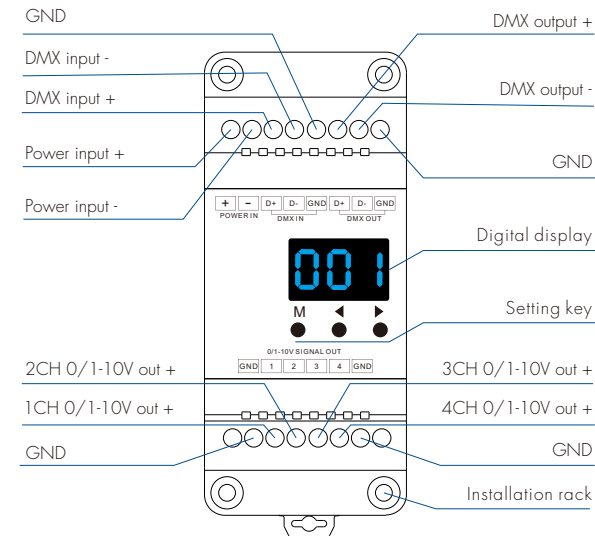 GND
DMX output +
DMX input -
DMX output -
DMX input +
Power input +
GND
Power input -
+ − D+ D- GND D+ D- GND
POWER IN DMX IN DMX OUT
Digital display
001
M ◀ ▶
Setting key
0/1-10V SIGNAL OUT
GND 1 2 3 4 GND
2CH 0/1-10V out +
3CH 0/1-10V out +
1CH 0/1-10V out +
4CH 0/1-10V out +
GND
GND
Installation rack